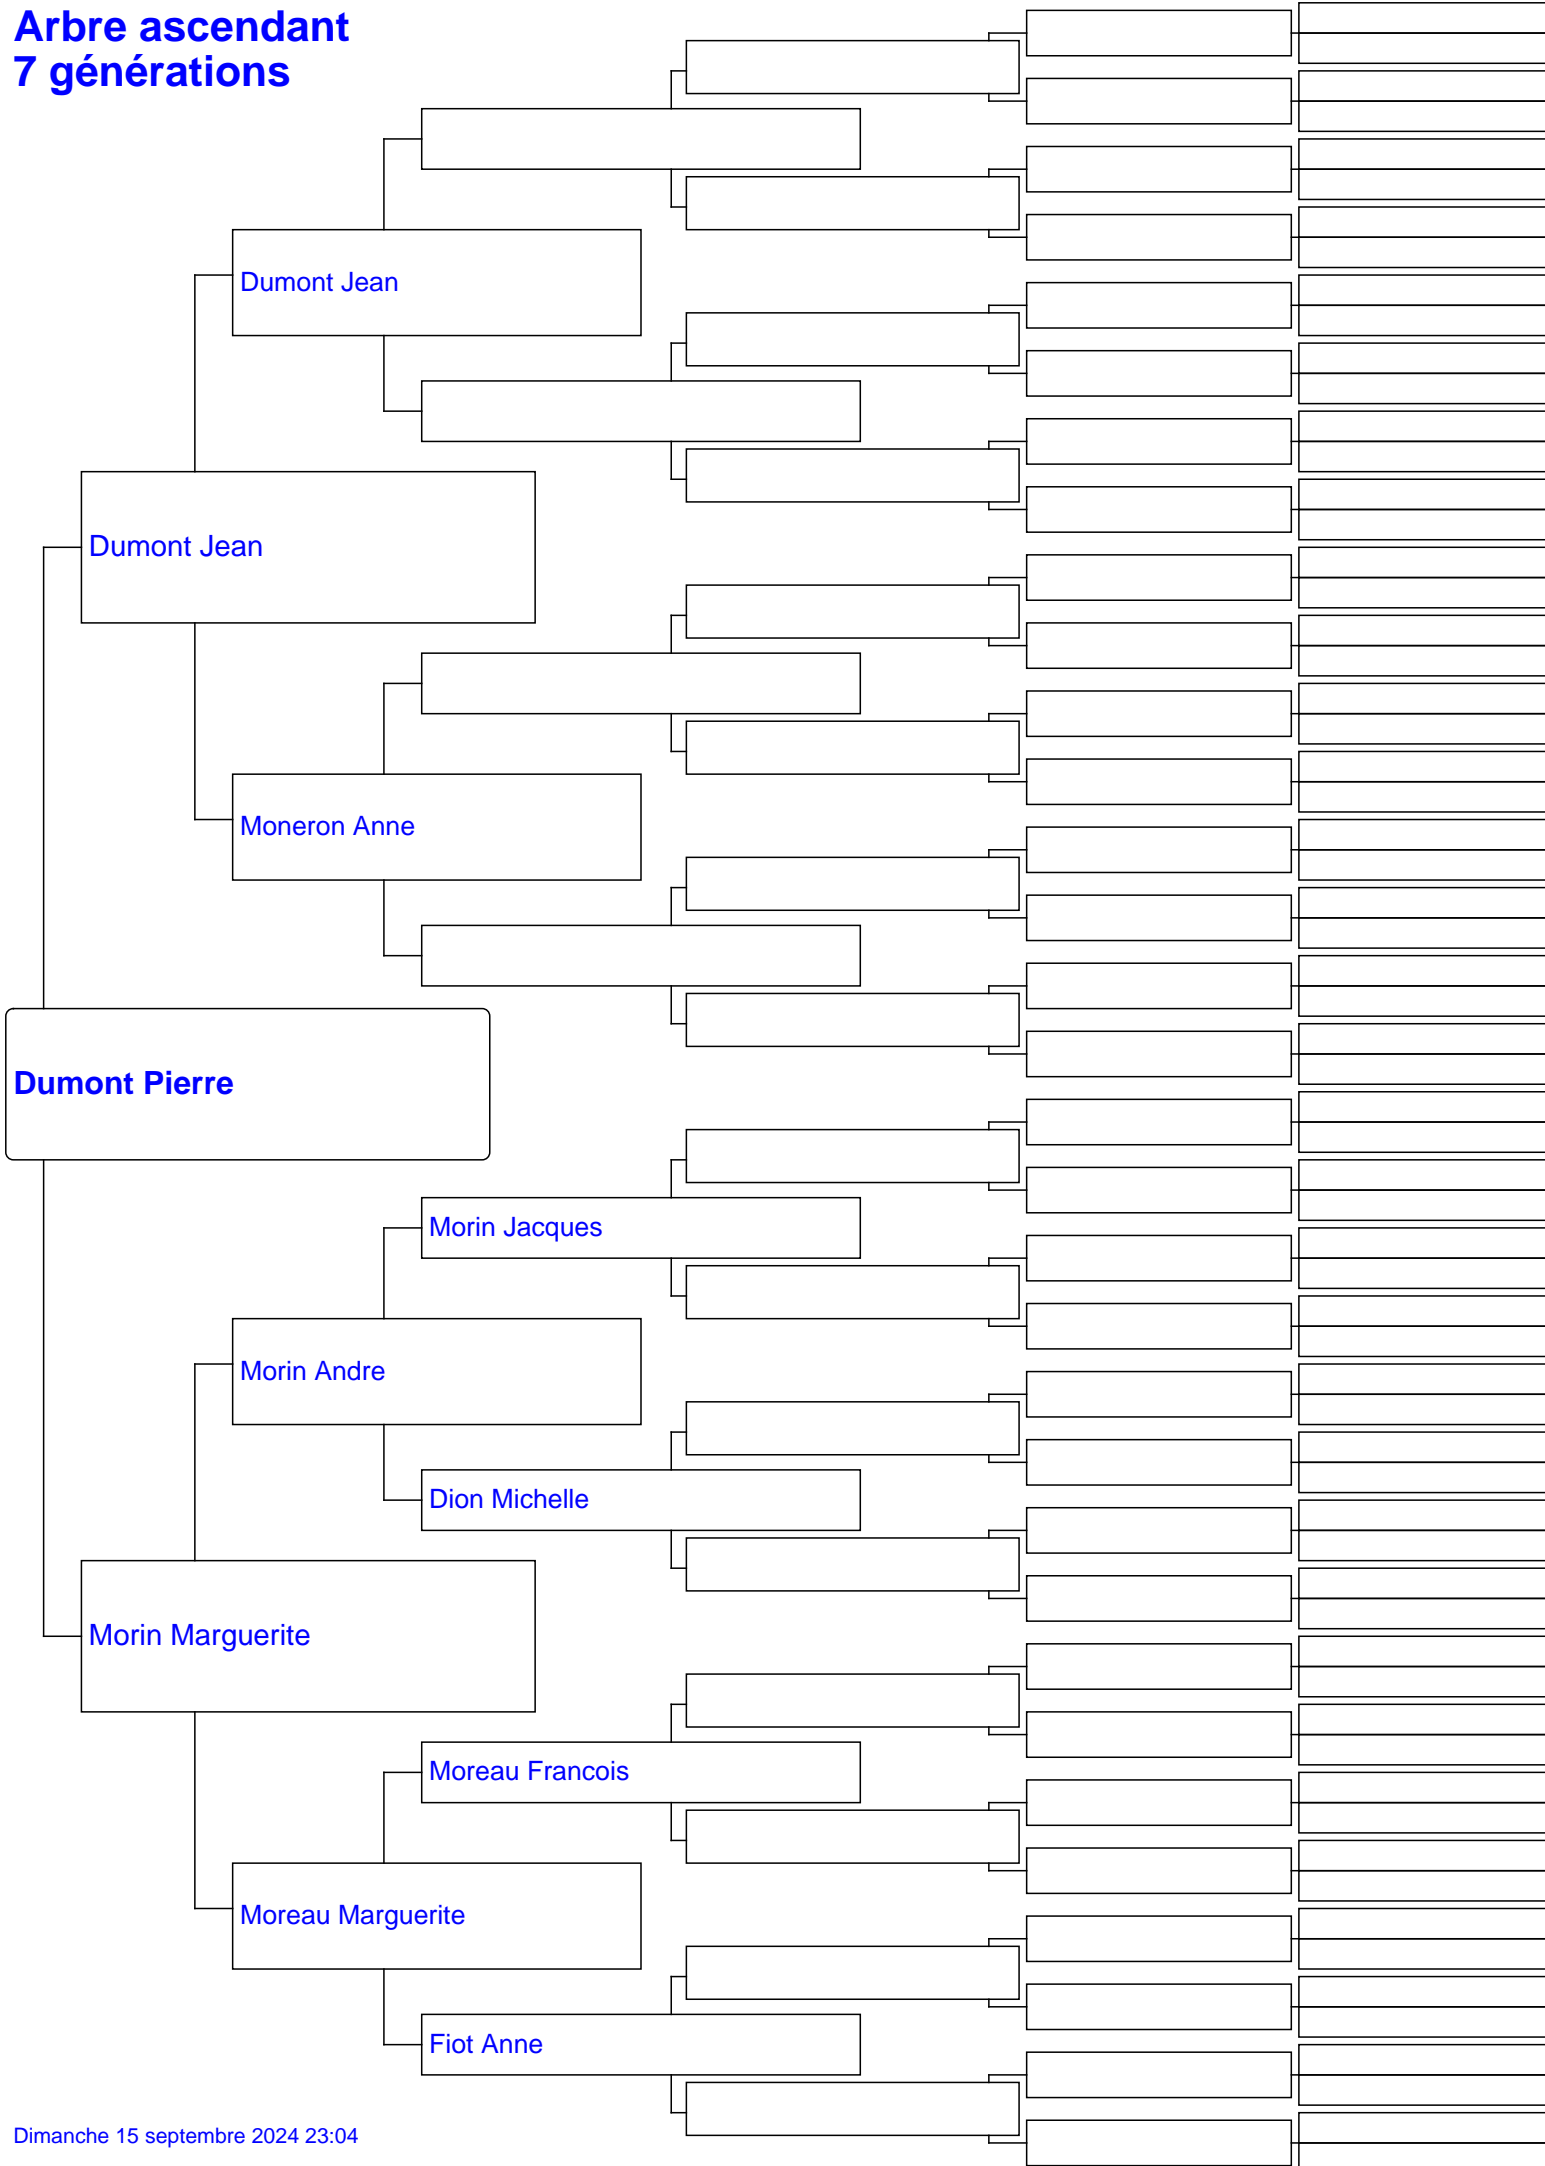 Arbre ascendant
7 générations
Dumont Jean
Dumont Jean
Moneron Anne
Dumont Pierre
Morin Jacques
Morin Andre
Dion Michelle
Morin Marguerite
Moreau Francois
Moreau Marguerite
Fiot Anne
Dimanche 15 septembre 2024 23:04